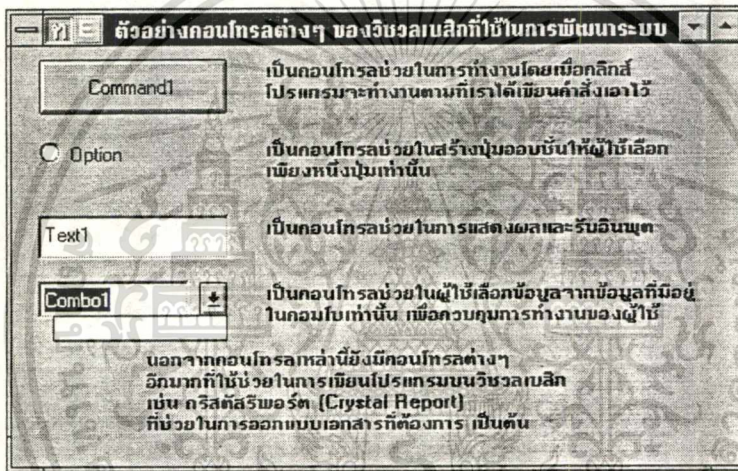 ตัวอย่างคอนโทรลต่างๆ ของวิชวลเบสิกที่ใช้ในการพัฒนาระบบ
Command1
เป็นคอนโทรลช่วยในการทำงานโดยเมื่อคลิกส์
โปรแกรมจะทำงานตามที่เราได้เขียนคำสั่งเอาไว้
Option
เป็นคอนโทรลช่วยในสร้างปุ่มออบชั่นให้ผู้ใช้เลือก
เพียงหนึ่งปุ่มเท่านั้น
Text1
เป็นคอนโทรลช่วยในการแสดงผลและรับอินพุต
Combo1
เป็นคอนโทรลช่วยในผู้ใช้เลือกข้อมูลจากข้อมูลที่มีอยู่
ในคอมโบเท่านั้น เพื่อควบคุมการทำงานของผู้ใช้
นอกจากคอนโทรลเหล่านี้ยังมีคอนโทรลต่างๆ
อีกมากที่ใช้ช่วยในการเขียนโปรแกรมบนวิชวลเบสิก
เช่น คริสตัสรีพอร์ต (Crystal Report)
ที่ช่วยในการออกแบบเอกสารที่ต้องการ เป็นต้น